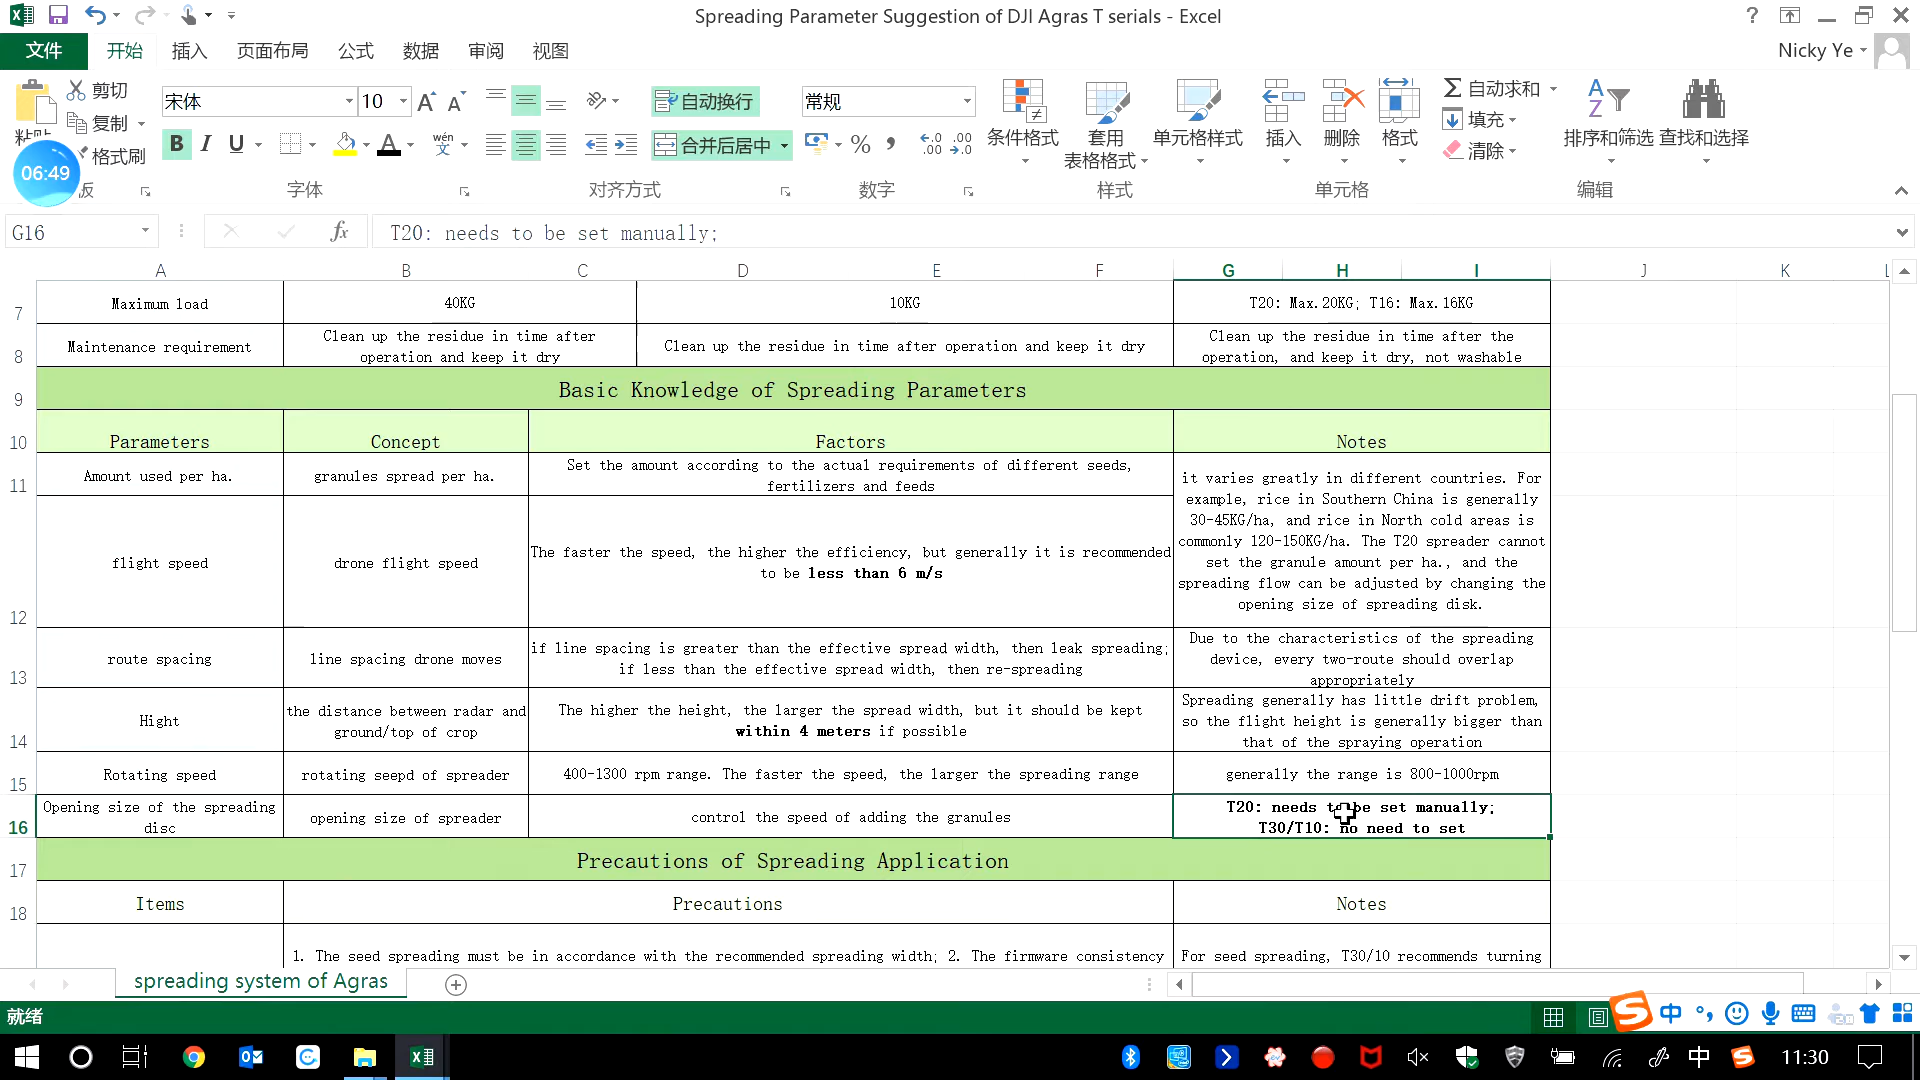 Spreading Parameter Suggestion of DJI Agras T serials - Excel
?
文件
开始
插入
页面布局
公式
数据
审阅
视图
Nicky Ye
剪切
复制
格式刷
06:49
宋体
10
B I U
wén
A
字体
自动换行
合并后居中
对齐方式
常规
%
数字
条件格式
套用
表格格式
单元格样式
样式
插入
删除
格式
单元格
自动求和
填充
清除
排序和筛选
查找和选择
编辑
G16
fx
T20: needs to be set manually;
A B C D E F G H I J K L
7
Maximum load
40KG
10KG
T20: Max.20KG; T16: Max.16KG
8
Maintenance requirement
Clean up the residue in time after
operation and keep it dry
Clean up the residue in time after operation and keep it dry
Clean up the residue in time after the
operation, and keep it dry, not washable
9
Basic Knowledge of Spreading Parameters
10
Parameters
Concept
Factors
Notes
11
Amount used per ha.
granules spread per ha.
Set the amount according to the actual requirements of different seeds,
fertilizers and feeds
it varies greatly in different countries. For
example, rice in Southern China is generally
30-45KG/ha, and rice in North cold areas is
commonly 120-150KG/ha. The T20 spreader cannot
set the granule amount per ha., and the
spreading flow can be adjusted by changing the
opening size of spreading disk.
12
flight speed
drone flight speed
The faster the speed, the higher the efficiency, but generally it is recommended
to be less than 6 m/s
13
route spacing
line spacing drone moves
if line spacing is greater than the effective spread width, then leak spreading;
if less than the effective spread width, then re-spreading
Due to the characteristics of the spreading
device, every two-route should overlap
appropriately
14
Hight
the distance between radar and
ground/top of crop
The higher the height, the larger the spread width, but it should be kept
within 4 meters if possible
Spreading generally has little drift problem,
so the flight height is generally bigger than
that of the spraying operation
15
Rotating speed
rotating seepd of spreader
400-1300 rpm range. The faster the speed, the larger the spreading range
generally the range is 800-1000rpm
16
Opening size of the spreading
disc
opening size of spreader
control the speed of adding the granules
T20: needs to be set manually;
T30/T10: no need to set
17
Precautions of Spreading Application
18
Items
Precautions
Notes
1. The seed spreading must be in accordance with the recommended spreading width; 2. The firmware consistency
For seed spreading, T30/10 recommends turning
spreading system of Agras
就绪
中
中
11:30